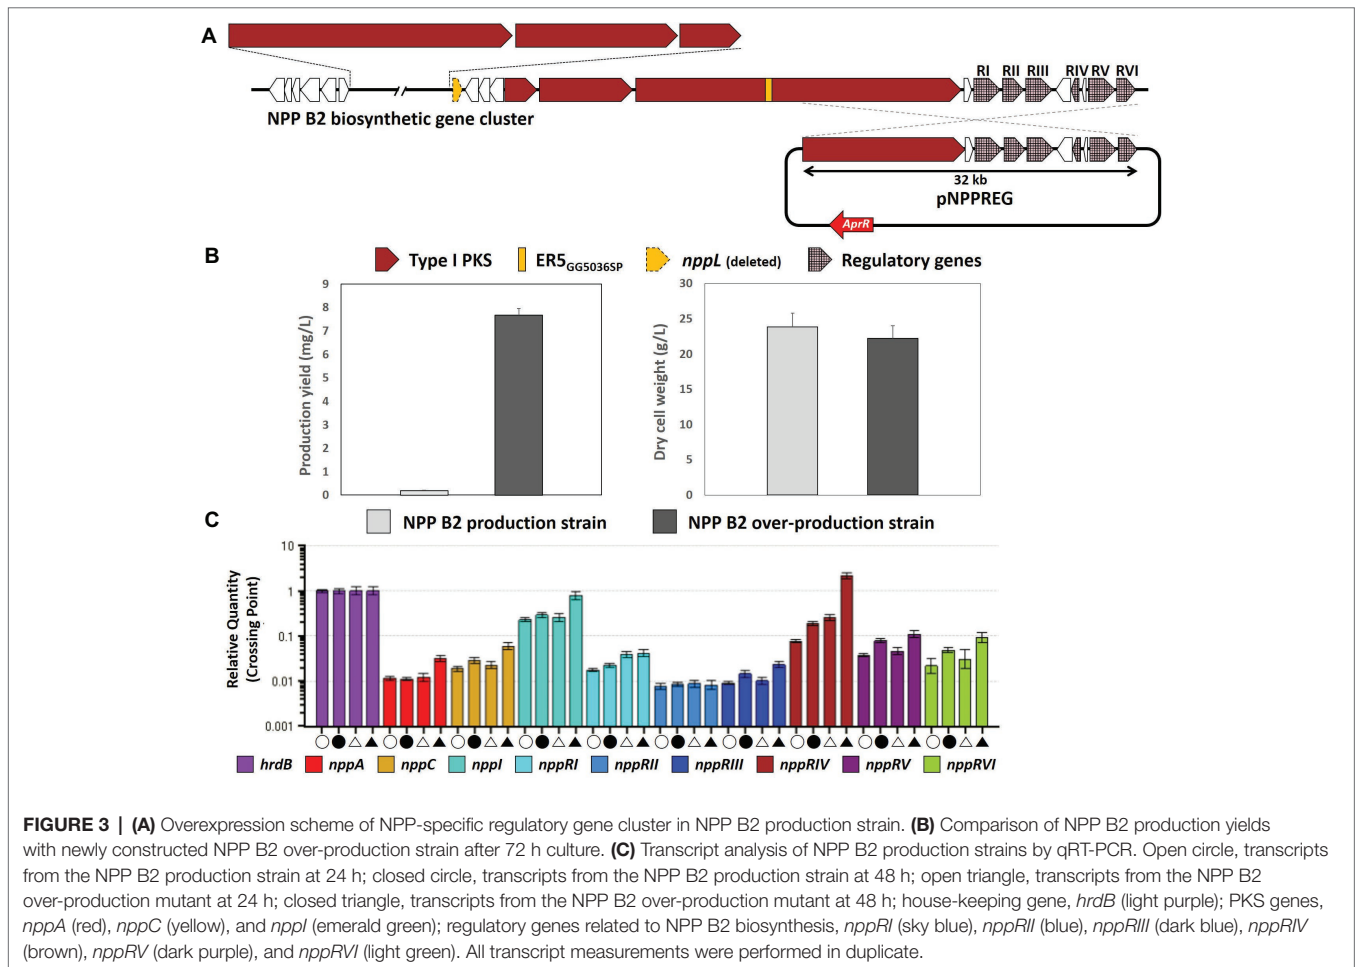 A
RI RII RIII RIV RV RVI
NPP B2 biosynthetic gene cluster
32 kb
pNPPREG
AprR
B
Type I PKS ER5GG5036SP nppL (deleted) Regulatory genes
Production yield (mg/L)
9
8
7
6
5
4
3
2
1
0
Dry cell weight (g/L)
30
25
20
15
10
5
0
NPP B2 production strain NPP B2 over-production strain
C
Relative Quantity
(Crossing Point)
10
1
0.1
0.01
0.001
hrdB nppA nppC nppI nppRI nppRII nppRIII nppRIV nppRV nppRVI
FIGURE 3 | (A) Overexpression scheme of NPP-specific regulatory gene cluster in NPP B2 production strain. (B) Comparison of NPP B2 production yields
with newly constructed NPP B2 over-production strain after 72 h culture. (C) Transcript analysis of NPP B2 production strains by qRT-PCR. Open circle, transcripts
from the NPP B2 production strain at 24 h; closed circle, transcripts from the NPP B2 production strain at 48 h; open triangle, transcripts from the NPP B2
over-production mutant at 24 h; closed triangle, transcripts from the NPP B2 over-production mutant at 48 h; house-keeping gene, hrdB (light purple); PKS genes,
nppA (red), nppC (yellow), and nppI (emerald green); regulatory genes related to NPP B2 biosynthesis, nppRI (sky blue), nppRII (blue), nppRIII (dark blue), nppRIV
(brown), nppRV (dark purple), and nppRVI (light green). All transcript measurements were performed in duplicate.